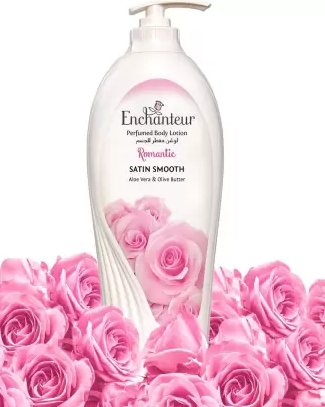 Enchanteur
Perfumed Body Lotion
لوشن معطر للجسم
Romantic
SATIN SMOOTH
Aloe Vera & Olive Butter